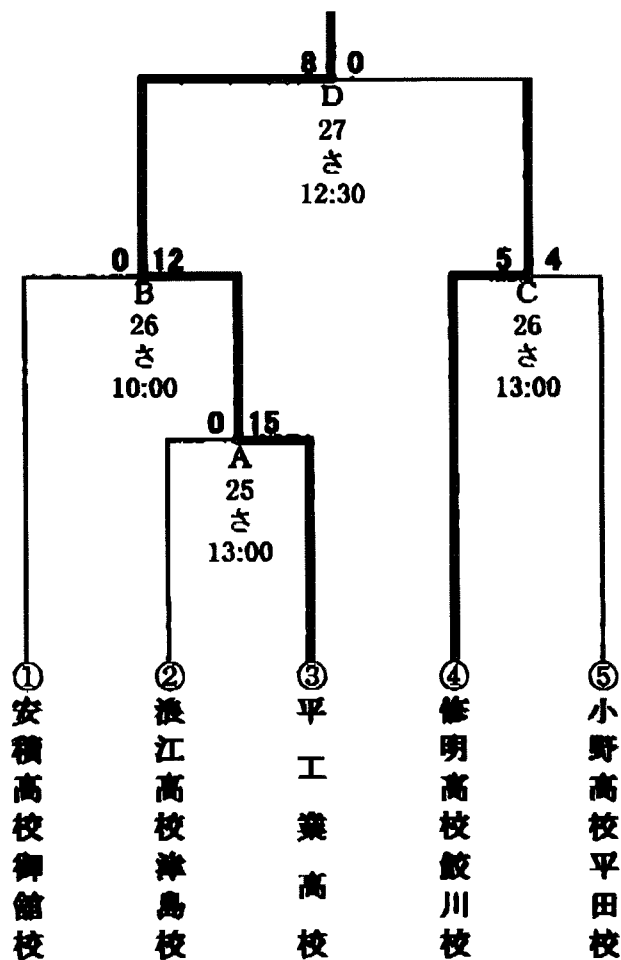 8 0
D
27
さ
12:30
0 12
B
26
さ
10:00
5 4
C
26
さ
13:00
0 15
A
25
さ
13:00
① 安積高校御舘校
② 浪江高校津島校
③ 平工業高校
④ 修明高校鮫川校
⑤ 小野高校平田校